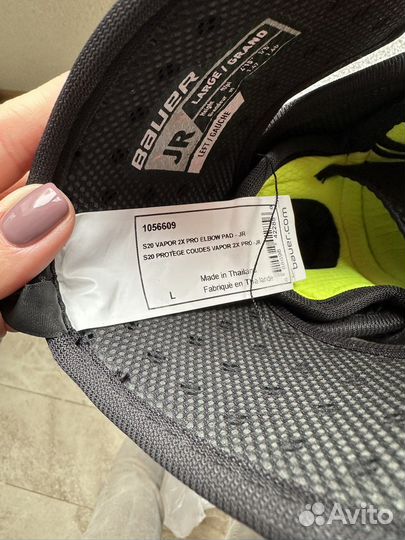 BAUER
JR
LARGE / GRAND
LEFT / GAUCHE
1056609
S20 VAPOR 2X PRO ELBOW PAD - JR
S20 PROTEGE COUDES VAPOR 2X PRO-JR
L
Made in Thailand
Fabriqué en Thaïlande
bauer.com
Avito